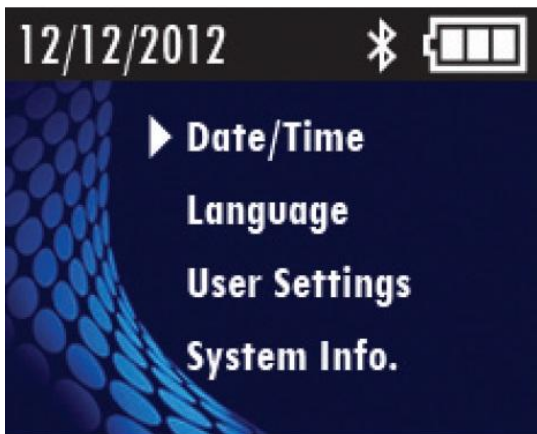 12/12/2012
Date/Time
Language
User Settings
System Info.